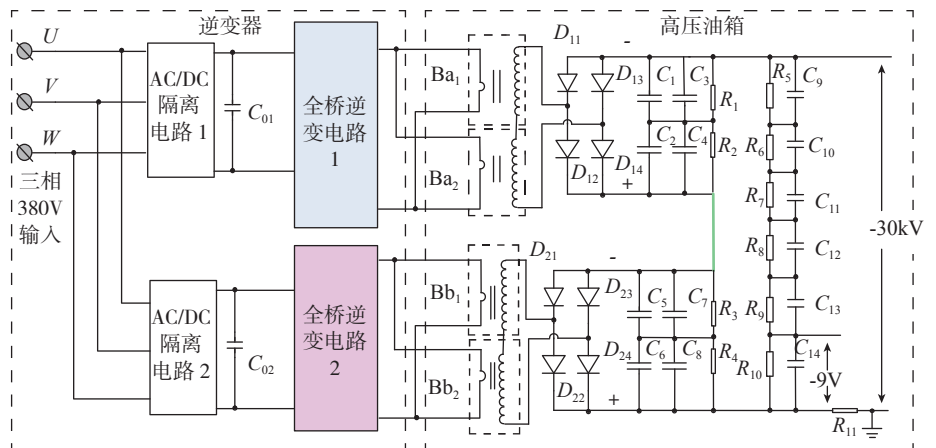 逆变器
高压油箱
U
V
W
三相
380V
输入
AC/DC
隔离
电路 1
C01
全桥逆
变电路
1
Ba1
Ba2
D11
D13
D12
D14
-
+
C1
C3
C2
C4
R1
R2
R5
C9
R6
C10
R7
C11
R8
C12
R9
C13
C14
R10
-30kV
-9V
R11
AC/DC
隔离
电路 2
C02
全桥逆
变电路
2
Bb1
Bb2
D21
D23
D24
D22
-
+
C5
C7
C6
C8
R3
R4